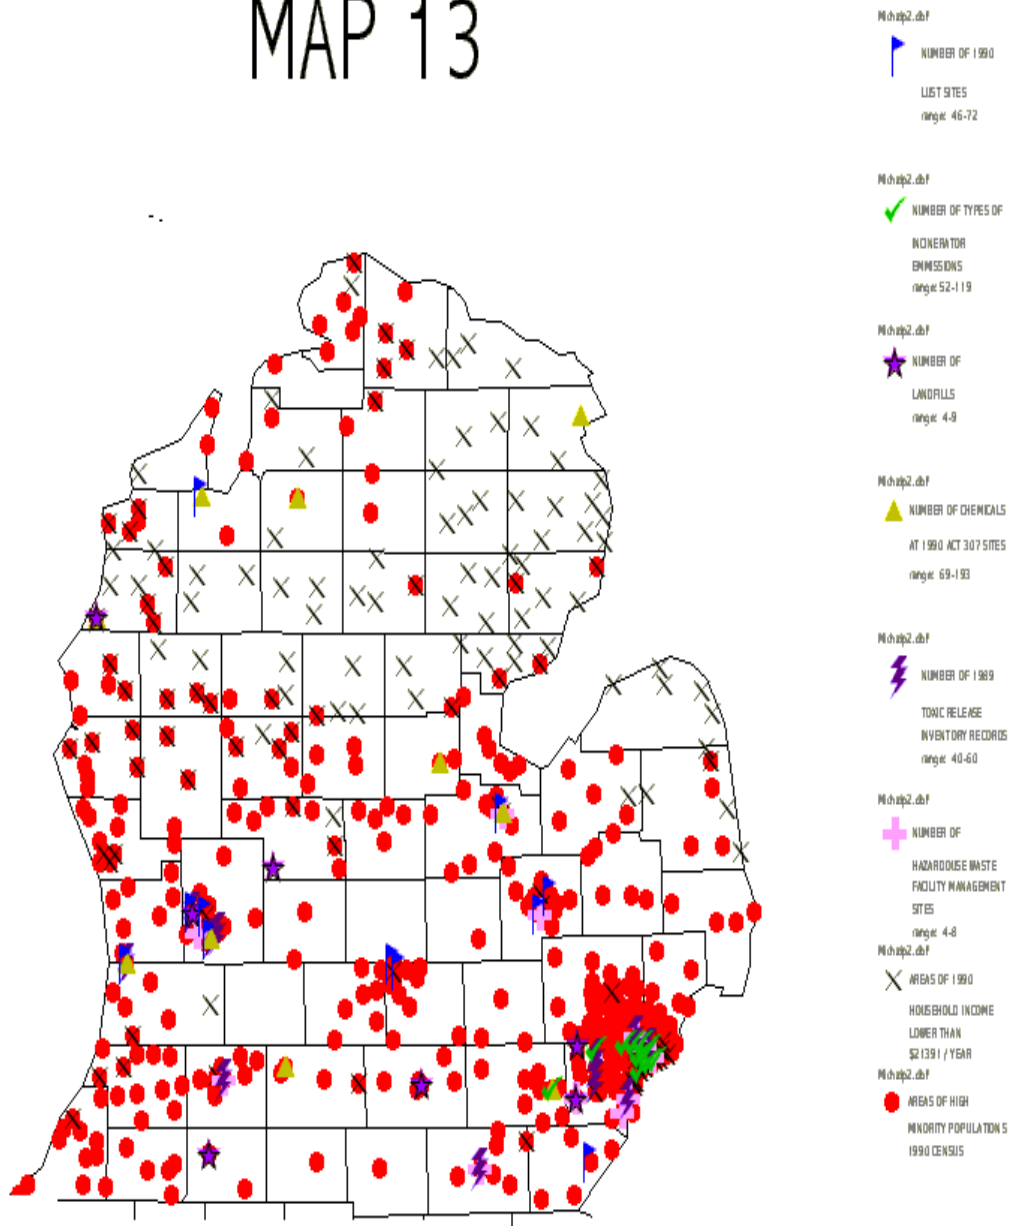 MAP 13
Michzip2.dbf
NUMBER OF 1990
LUST SITES
range: 46-72
Michzip2.dbf
NUMBER OF TYPES OF
INCINERATOR
EMMISSIONS
range: 52-119
Michzip2.dbf
NUMBER OF
LANDFILLS
range: 4-9
Michzip2.dbf
NUMBER OF CHEMICALS
AT 1990 ACT 307 SITES
range: 69-193
Michzip2.dbf
NUMBER OF 1989
TOXIC RELEASE
INVENTORY RECORDS
range: 40-60
Michzip2.dbf
NUMBER OF
HAZARDOUSE WASTE
FACILITY MANAGEMENT
SITES
range: 4-8
Michzip2.dbf
AREAS OF 1990
HOUSEHOLD INCOME
LOWER THAN
$21391 / YEAR
Michzip2.dbf
AREAS OF HIGH
MINORITY POPULATIONS
1990 CENSUS